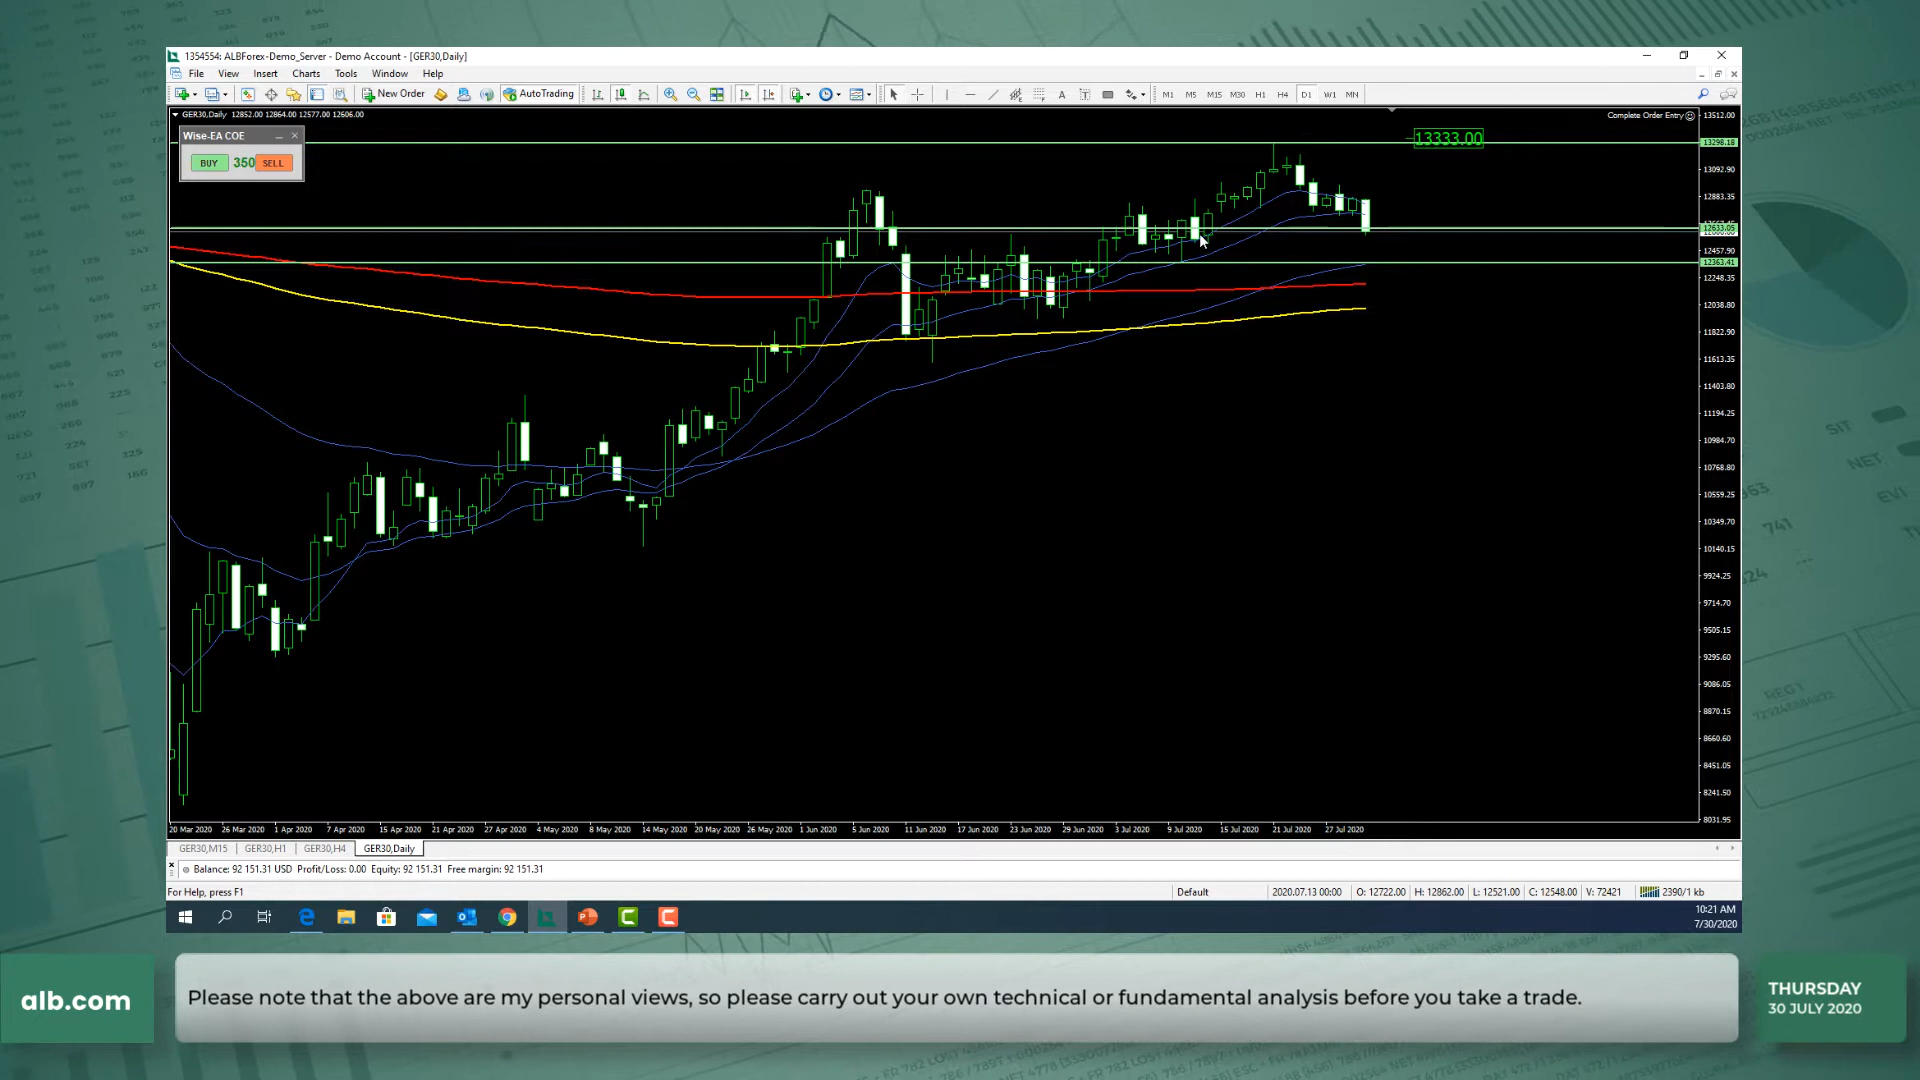 1354554: ALBForex-Demo_Server - Demo Account - [GER30,Daily]
File View Insert Charts Tools Window Help
New Order AutoTrading M1 M5 M15 M30 H1 H4 D1 W1 MN
GER30,Daily 12852.00 12864.00 12577.00 12606.00
Complete Order Entry
Wise-EA COE
BUY 350 SELL
13333.00
13512.00
13298.18
13092.90
12883.35
12633.05
12457.90
12363.41
12248.35
12038.80
11822.90
11613.35
11403.80
11194.25
10984.70
10768.80
10559.25
10349.70
10140.15
9924.25
9714.70
9505.15
9295.60
9086.05
8870.15
8660.60
8451.05
8241.50
8031.95
20 Mar 2020 26 Mar 2020 1 Apr 2020 7 Apr 2020 15 Apr 2020 21 Apr 2020 27 Apr 2020 4 May 2020 8 May 2020 14 May 2020 20 May 2020 26 May 2020 1 Jun 2020 5 Jun 2020 11 Jun 2020 17 Jun 2020 23 Jun 2020 29 Jun 2020 3 Jul 2020 9 Jul 2020 15 Jul 2020 21 Jul 2020 27 Jul 2020
GER30,M15 GER30,H1 GER30,H4 GER30,Daily
Balance: 92 151.31 USD Profit/Loss: 0.00 Equity: 92 151.31 Free margin: 92 151.31
For Help, press F1
Default 2020.07.13 00:00 O: 12722.00 H: 12862.00 L: 12521.00 C: 12548.00 V: 72421 2390/1 kb
10:21 AM
7/30/2020
alb.com
Please note that the above are my personal views, so please carry out your own technical or fundamental analysis before you take a trade.
THURSDAY
30 JULY 2020